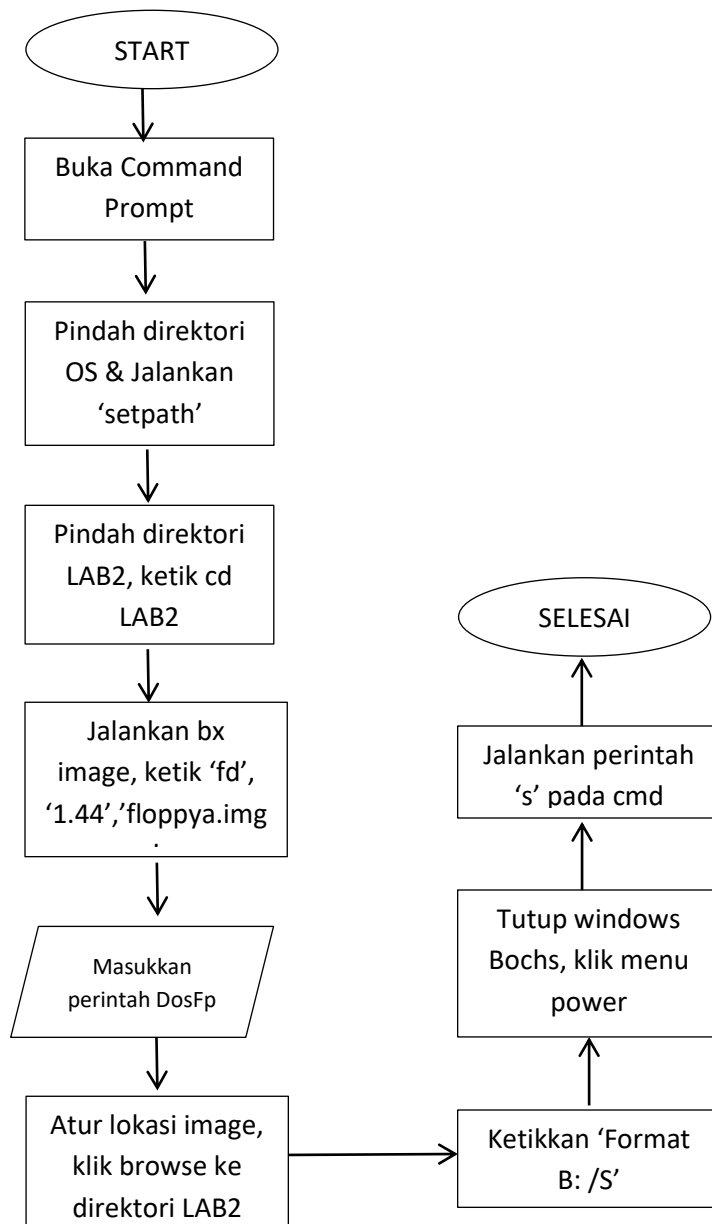 START
Buka Command
Prompt
Pindah direktori
OS & Jalankan
‘setpath’
Pindah direktori
LAB2, ketik cd
LAB2
Jalankan bx
image, ketik ‘fd’,
‘1.44’,’floppya.img
.
Masukkan
perintah DosFp
Atur lokasi image,
klik browse ke
direktori LAB2
Ketikkan ‘Format
B: /S’
Tutup windows
Bochs, klik menu
power
Jalankan perintah
‘s’ pada cmd
SELESAI